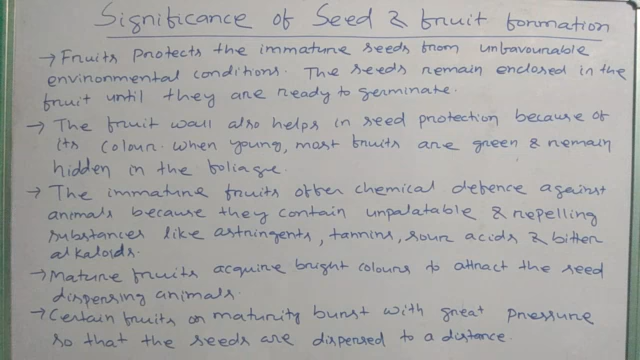 Significance of Seed & fruit formation
→ Fruits protects the immature seeds from unfavourable
environmental conditions. The seeds remain enclosed in the
fruit until they are ready to germinate.
→ The fruit wall also helps in seed protection because of
its colour. When young, most fruits are green & remain
hidden in the foliage.
→ The immature fruits offer chemical defence against
animals because they contain unpalatable & repelling
substances like astringents, tannins, sour acids & bitter
alkaloids.
→ Mature fruits acquire bright colours to attract the seed
dispersing animals.
→ Certain fruits on maturity burst with great pressure
so that the seeds are dispersed to a distance.